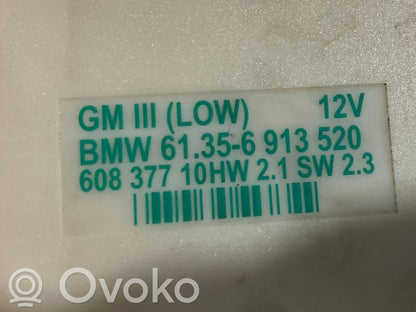 GM III (LOW) 12V
BMW 61.35-6 913 520
608 377 10HW 2.1 SW 2.3
Ovoko